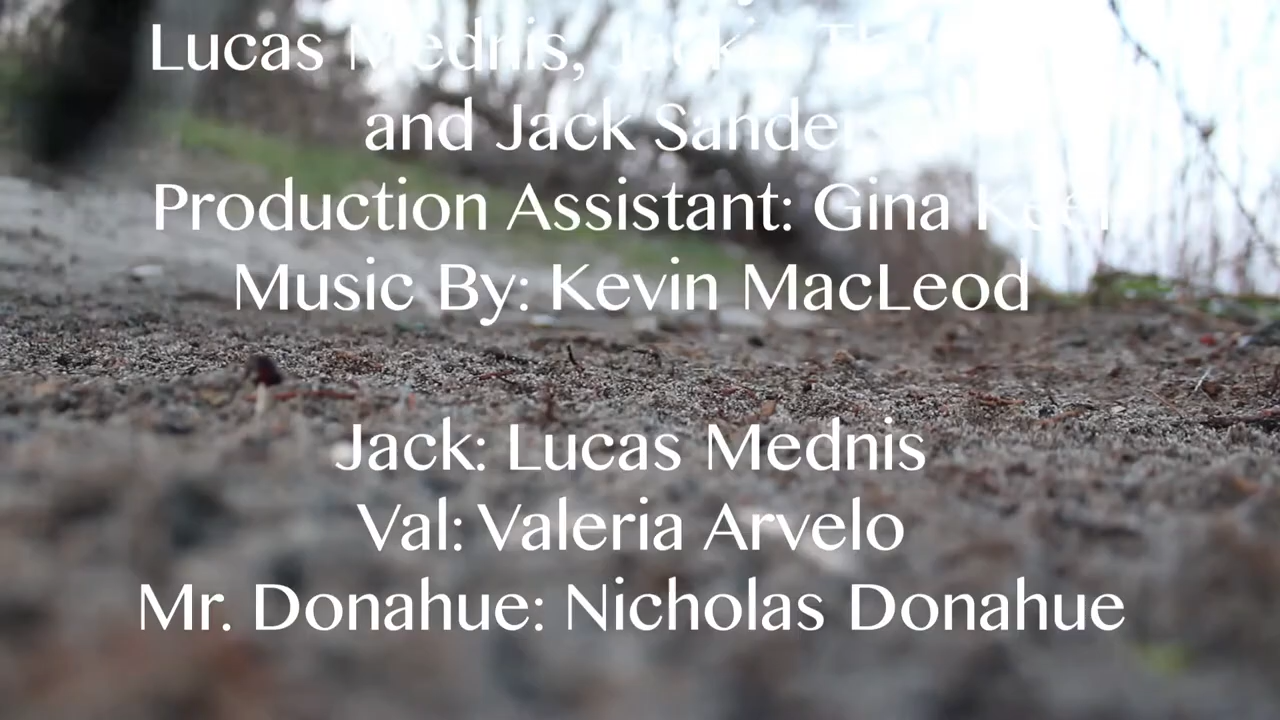 Lucas Mednis,
and Jack
Production Assistant: Gina
Music By: Kevin MacLeod
Jack: Lucas Mednis
Val: Valeria Arvelo
Mr. Donahue: Nicholas Donahue